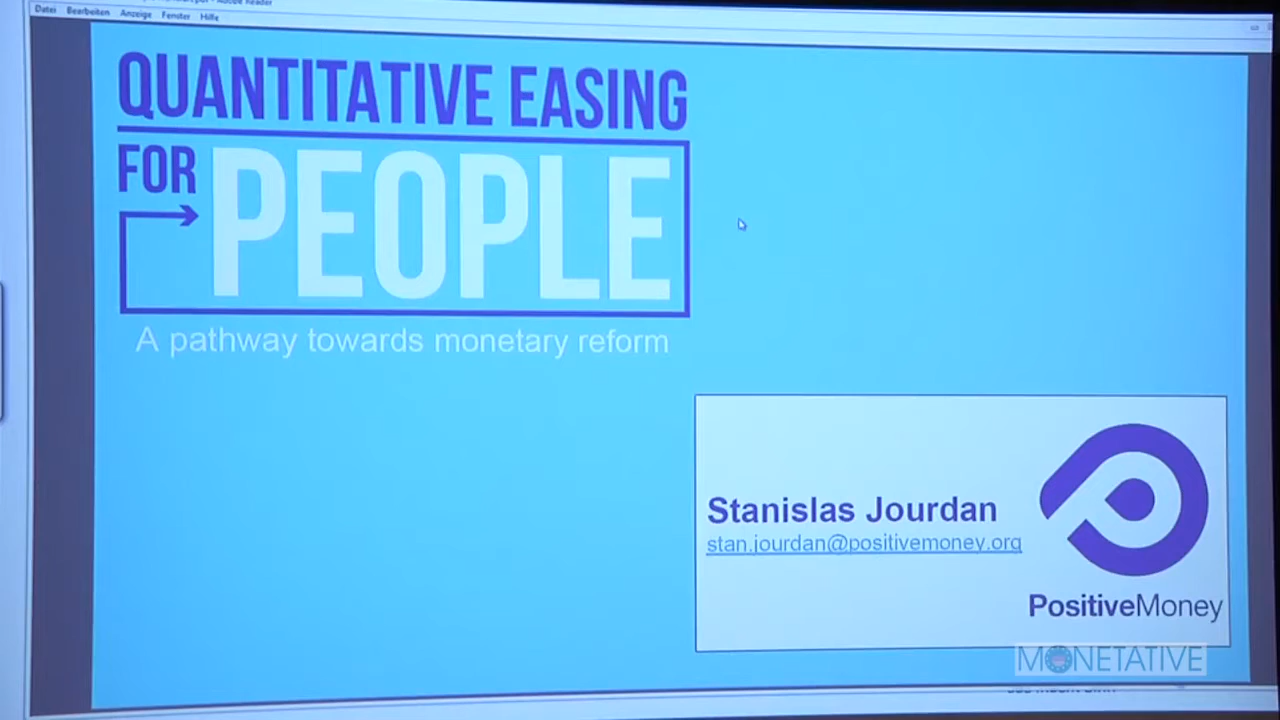 Datei Bearbeiten Anzeige Fenster Hilfe
QUANTITATIVE EASING
FOR PEOPLE
A pathway towards monetary reform
Stanislas Jourdan
stan.jourdan@positivemoney.org
PositiveMoney
MONETATIVE